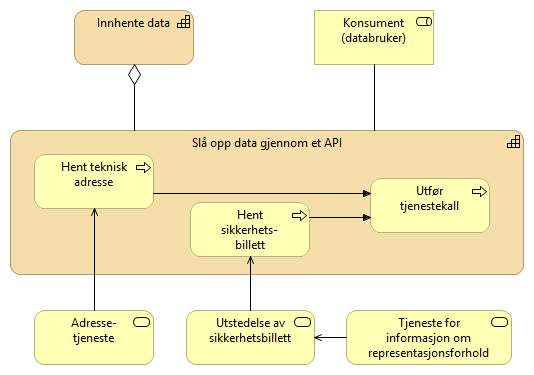 Innhente data
Konsument
(databruker)
Slå opp data gjennom et API
Hent teknisk
adresse
Utfør
tjenestekall
Hent
sikkerhets-
billett
Adresse-
tjeneste
Utstedelse av
sikkerhetsbillett
Tjeneste for
informasjon om
representasjonsforhold